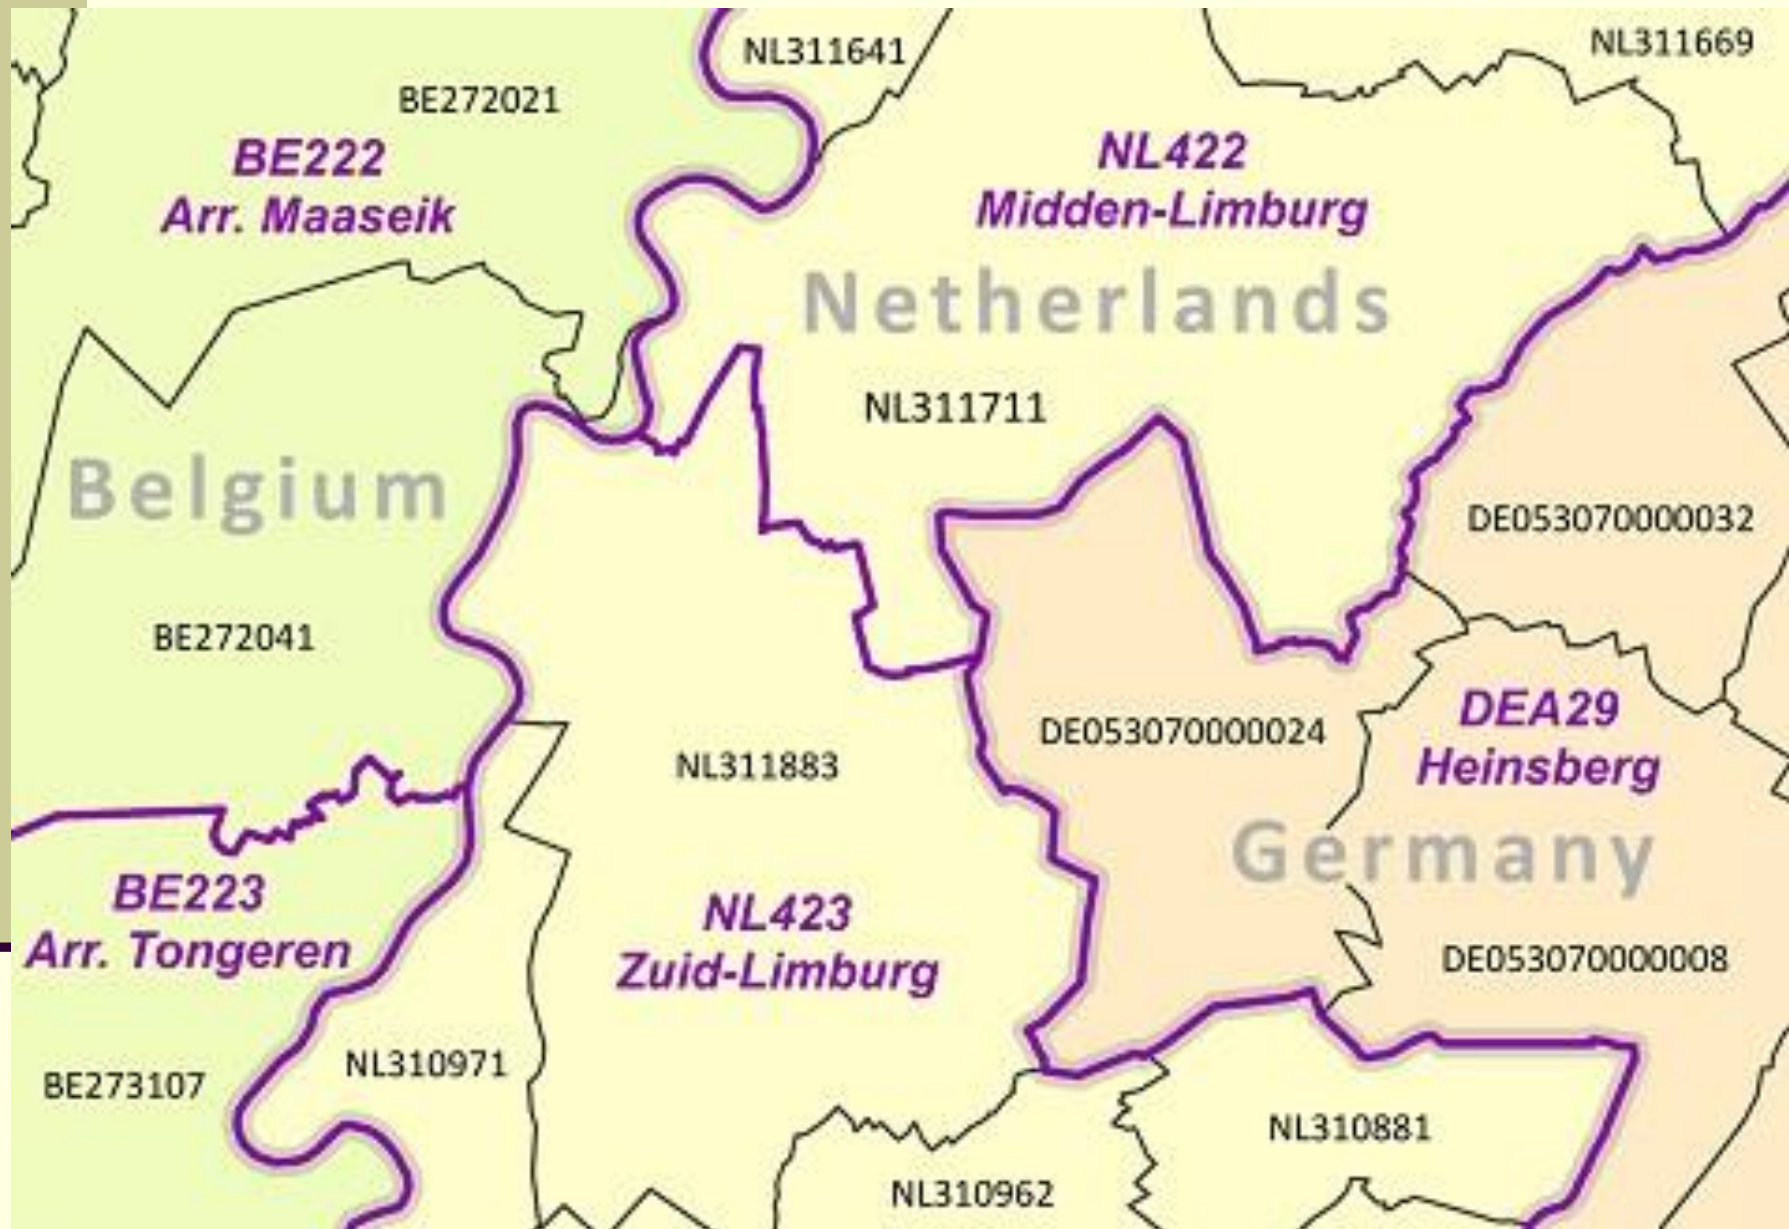 NL311641
NL311669
BE272021
BE222
Arr. Maaseik
NL422
Midden-Limburg
Netherlands
NL311711
Belgium
DE053070000032
BE272041
DEA29
Heinsberg
DE053070000024
NL311883
Germany
BE223
Arr. Tongeren
NL423
Zuid-Limburg
DE053070000008
NL310971
BE273107
NL310881
NL310962